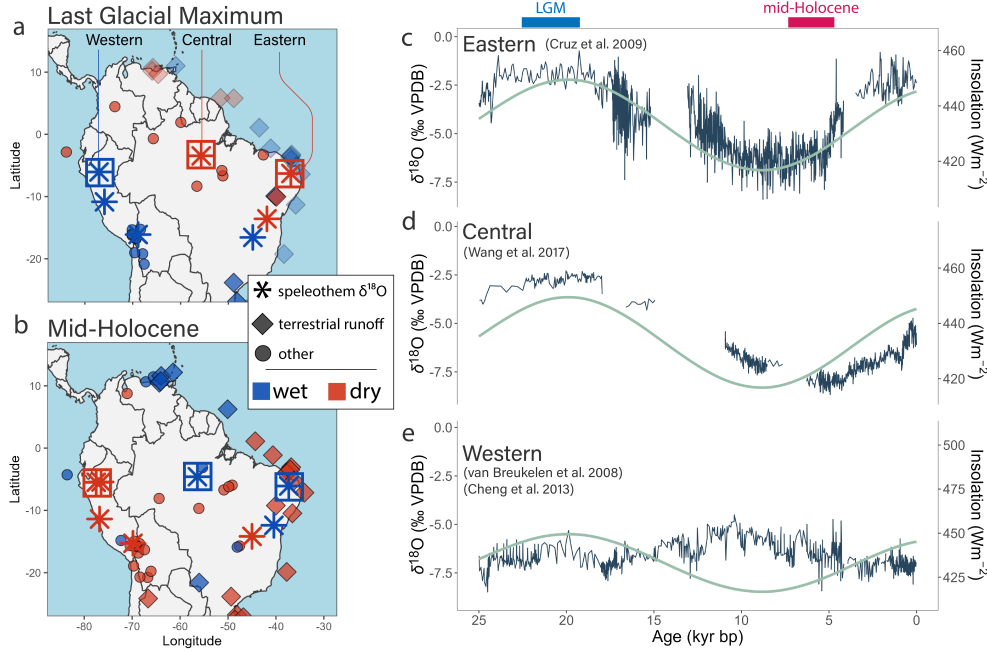 a
Last Glacial Maximum
Western
Central
Eastern
Latitude
10
0
-10
-20
speleothem δ¹⁸O
terrestrial runoff
other
wet
dry
b
Mid-Holocene
Latitude
10
0
-10
-20
-80
-70
-60
-50
-40
-30
Longitude
LGM
mid-Holocene
c
Eastern (Cruz et al. 2009)
0.0
-2.5
-5.0
-7.5
δ¹⁸O (‰ VPDB)
460
440
420
Insolation (Wm⁻²)
d
Central
(Wang et al. 2017)
0.0
-2.5
-5.0
-7.5
δ¹⁸O (‰ VPDB)
460
440
420
Insolation (Wm⁻²)
e
Western
(van Breukelen et al. 2008)
(Cheng et al. 2013)
0.0
-2.5
-5.0
-7.5
δ¹⁸O (‰ VPDB)
500
475
450
425
Insolation (Wm⁻²)
25
20
15
10
5
0
Age (kyr bp)